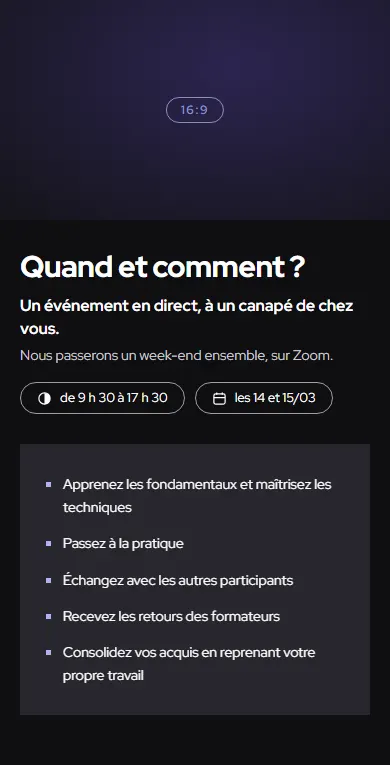 16:9
Quand et comment ?
Un événement en direct, à un canapé de chez
vous.
Nous passerons un week-end ensemble, sur Zoom.
de 9 h 30 à 17 h 30
les 14 et 15/03
Apprenez les fondamentaux et maîtrisez les
techniques
Passez à la pratique
Échangez avec les autres participants
Recevez les retours des formateurs
Consolidez vos acquis en reprenant votre
propre travail